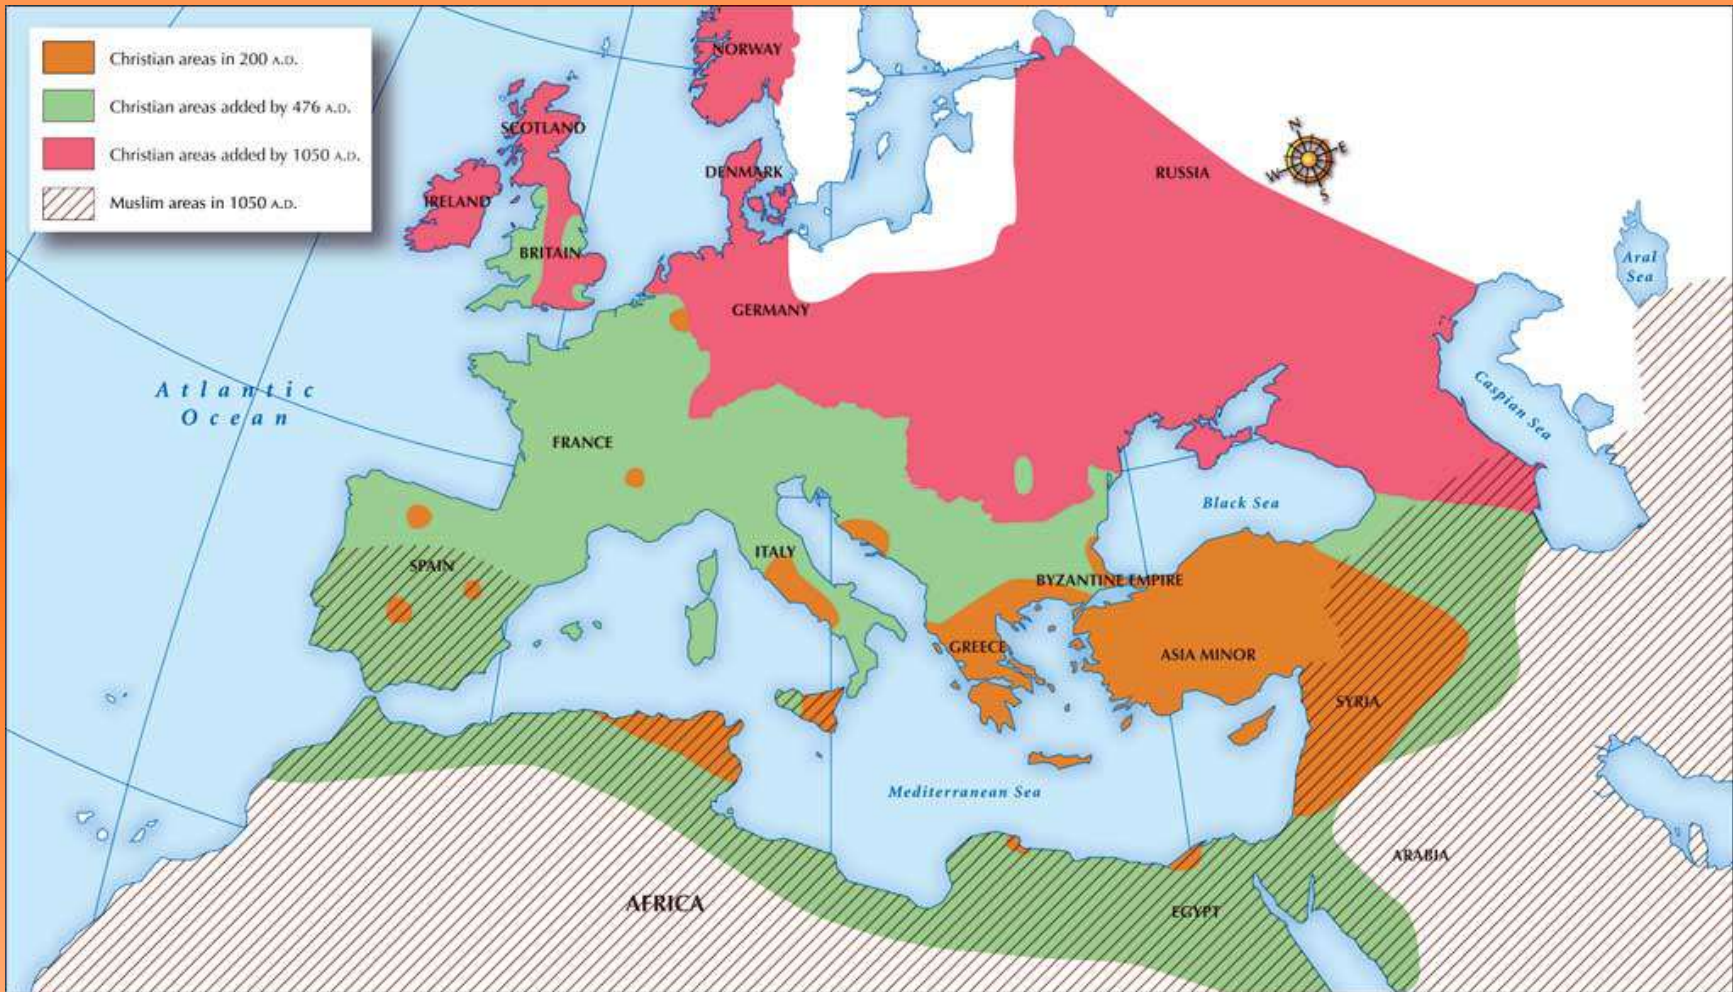 Christian areas in 200 A.D.
Christian areas added by 476 A.D.
Christian areas added by 1050 A.D.
Muslim areas in 1050 A.D.
NORWAY
SCOTLAND
DENMARK
RUSSIA
N
E
W
S
IRELAND
BRITAIN
Aral
Sea
GERMANY
Atlantic
Ocean
Caspian Sea
FRANCE
Black Sea
ITALY
SPAIN
BYZANTINE EMPIRE
GREECE
ASIA MINOR
SYRIA
Mediterranean Sea
ARABIA
AFRICA
EGYPT